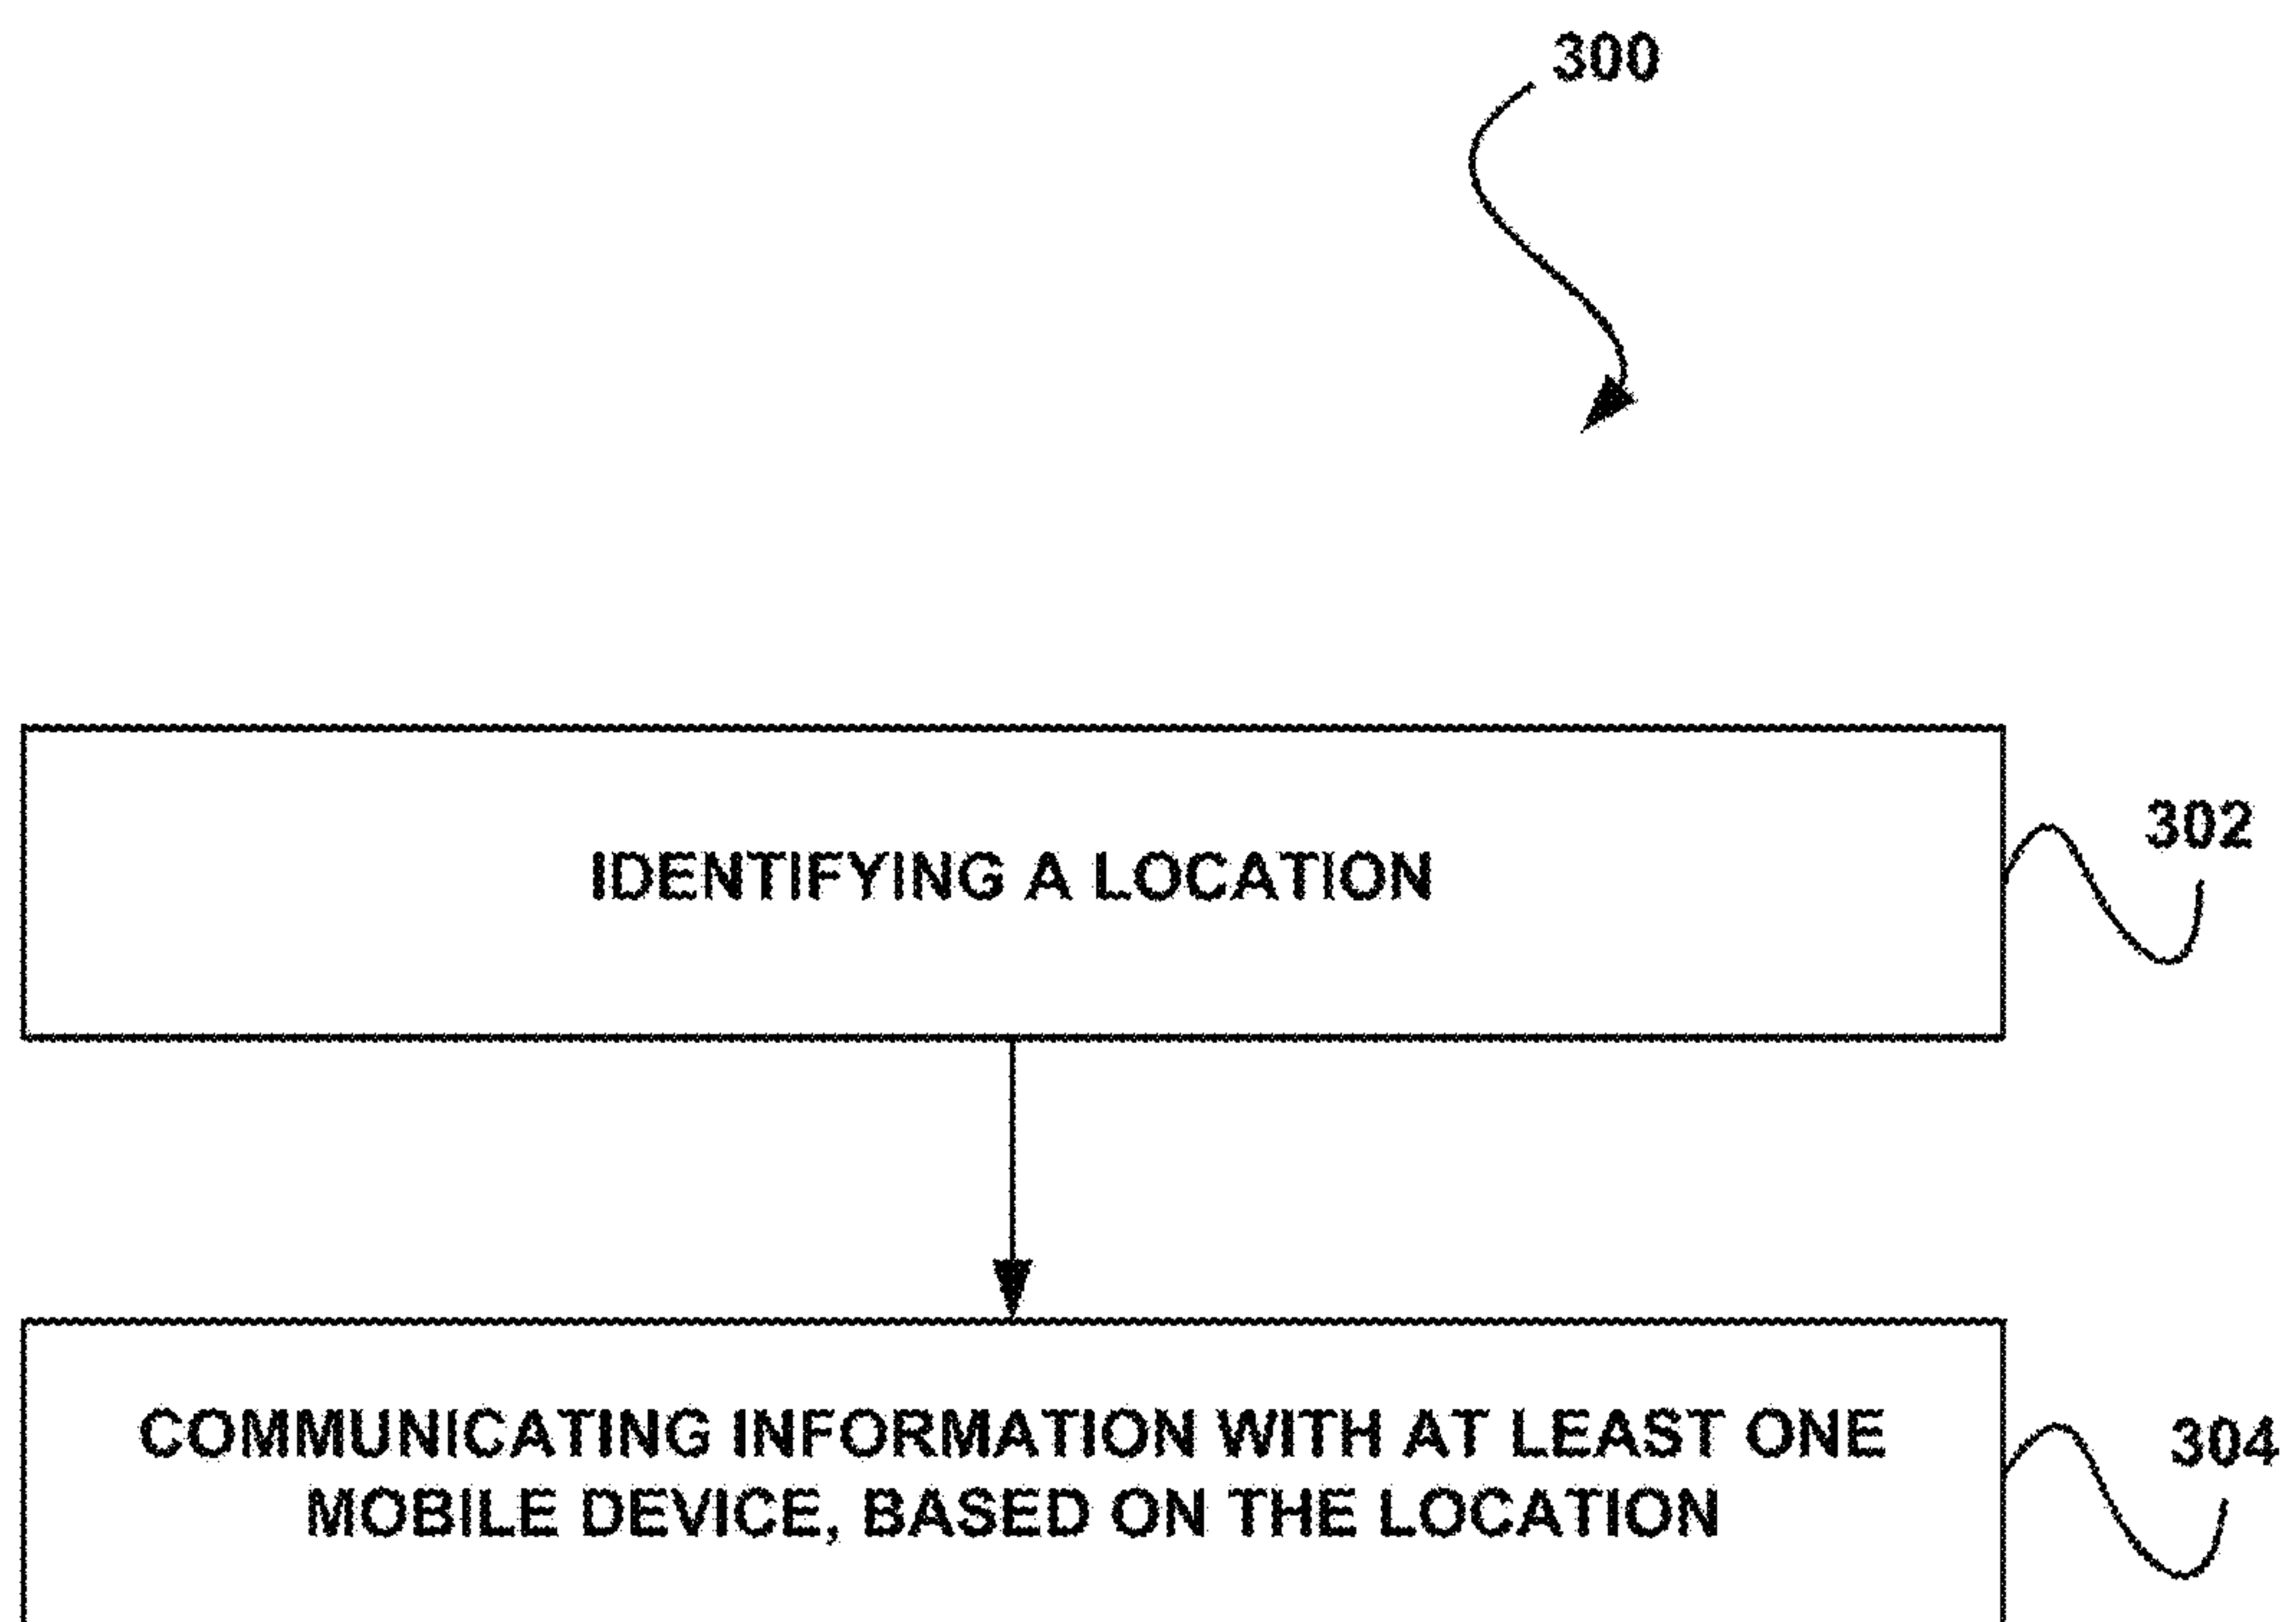 300
IDENTIFYING A LOCATION
302
COMMUNICATING INFORMATION WITH AT LEAST ONE
MOBILE DEVICE, BASED ON THE LOCATION
304